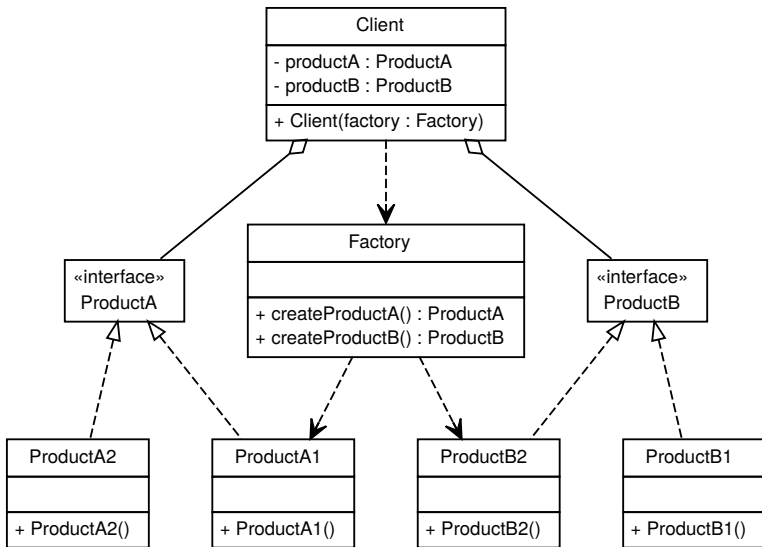 Client
- productA : ProductA
- productB : ProductB
+ Client(factory : Factory)
«interface»
ProductA
Factory
+ createProductA() : ProductA
+ createProductB() : ProductB
«interface»
ProductB
ProductA2
+ ProductA2()
ProductA1
+ ProductA1()
ProductB2
+ ProductB2()
ProductB1
+ ProductB1()